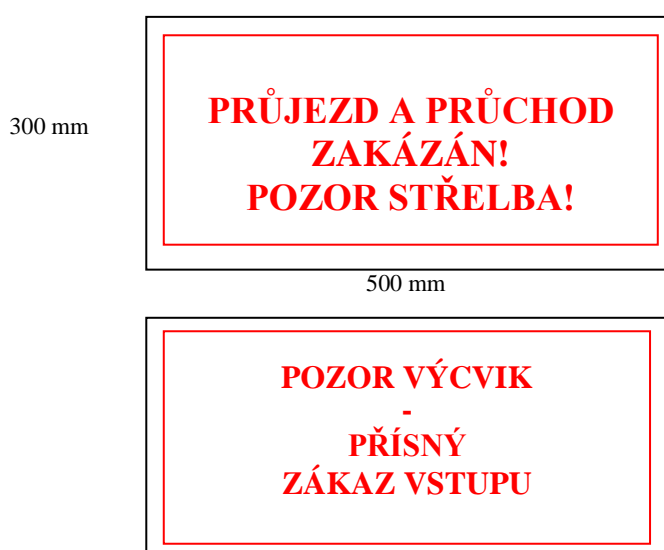 PRŮJEZD A PRŮCHOD
ZAKÁZÁN!
POZOR STŘELBA!
300 mm
500 mm
POZOR VÝCVIK
-
PŘÍSNÝ
ZÁKAZ VSTUPU